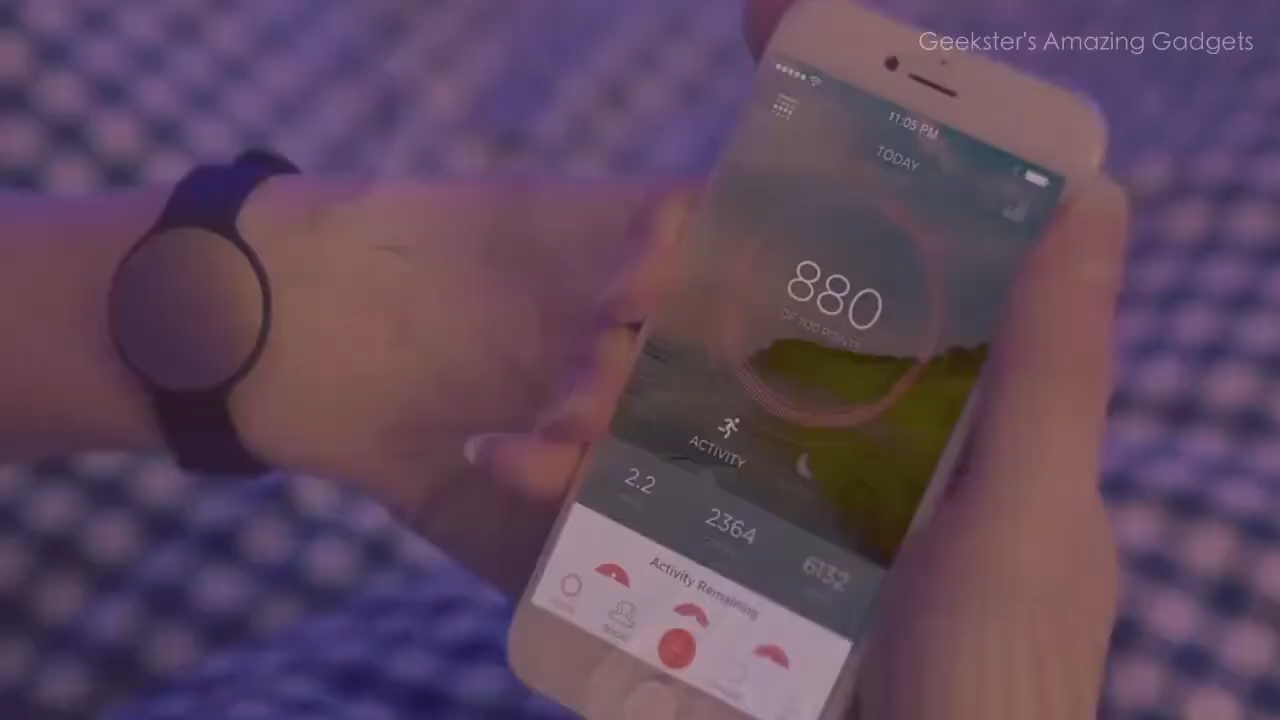 Geekster's Amazing Gadgets
11:05 PM
TODAY
880
ACTIVITY
2.2
2364
6132
Activity Remaining